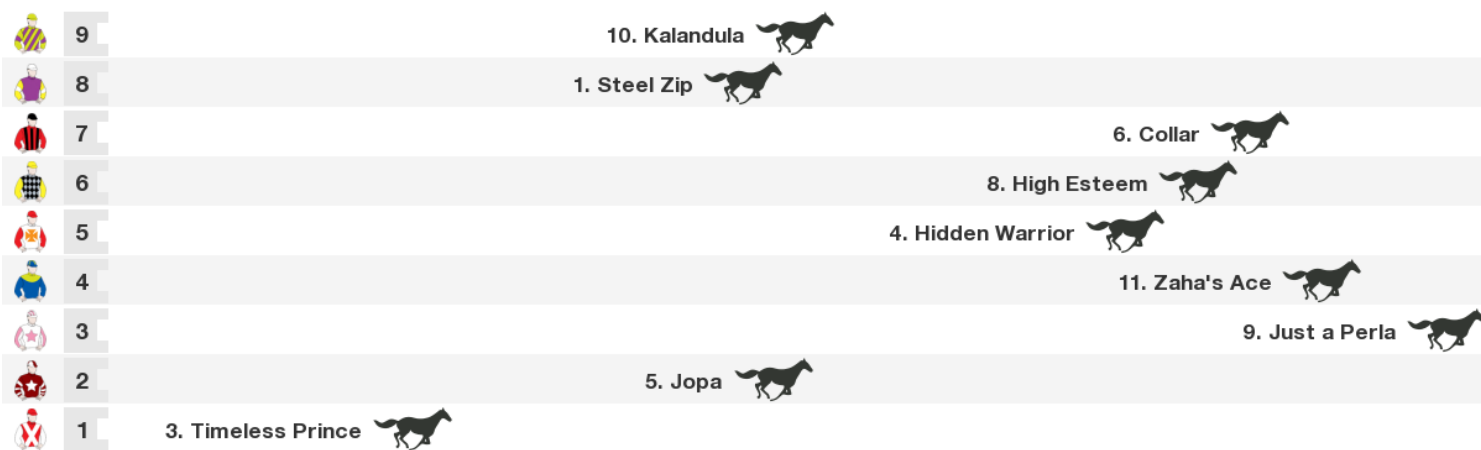 9 10. Kalandula
8 1. Steel Zip
7 6. Collar
6 8. High Esteem
5 4. Hidden Warrior
4 11. Zaha's Ace
3 9. Just a Perla
2 5. Jopa
1 3. Timeless Prince